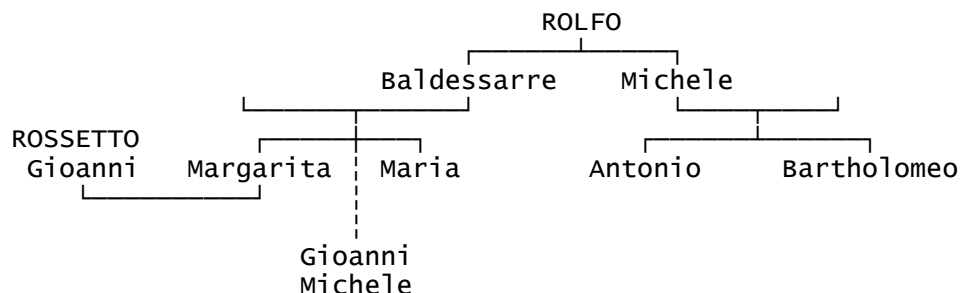 ROLFO
Baldessarre Michele
ROSSETTO
Gioanni Margarita Maria Antonio Bartholomeo
Gioanni
Michele